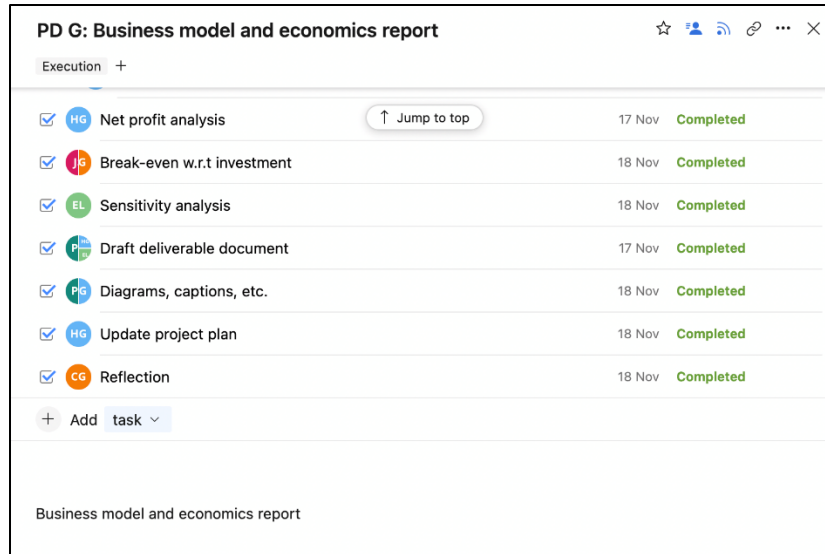 PD G: Business model and economics report
Execution +
HG Net profit analysis ↑ Jump to top 17 Nov Completed
JG Break-even w.r.t investment 18 Nov Completed
EL Sensitivity analysis 18 Nov Completed
P Draft deliverable document 17 Nov Completed
PG Diagrams, captions, etc. 18 Nov Completed
HG Update project plan 18 Nov Completed
CG Reflection 18 Nov Completed
+ Add task
Business model and economics report